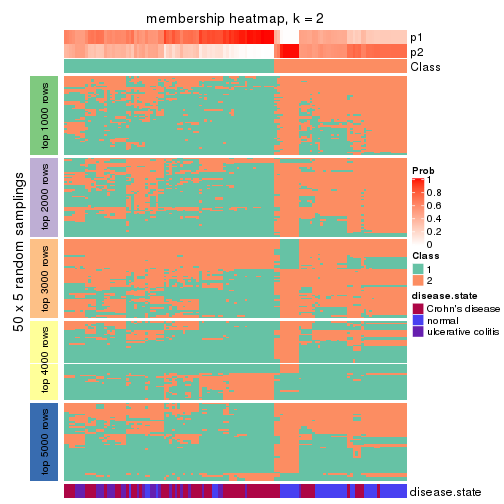 membership heatmap, k = 2
p1
p2
Class
50 x 5 random samplings
top 1000 rows
top 2000 rows
top 3000 rows
top 4000 rows
top 5000 rows
Prob
1
0.8
0.6
0.4
0.2
0
Class
1
2
disease.state
Crohn's disease
normal
ulcerative colitis
disease.state